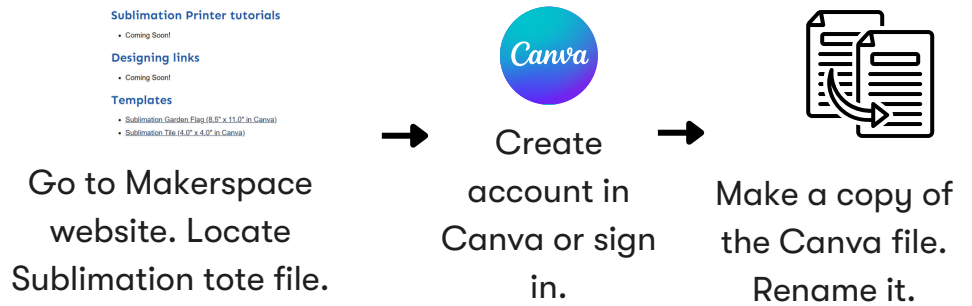 Sublimation Printer tutorials
• Coming Soon!
Designing links
• Coming Soon!
Templates
• Sublimation Garden Flag (8.5" x 11.0" in Canva)
• Sublimation Tile (4.0" x 4.0" in Canva)
Go to Makerspace
website. Locate
Sublimation tote file.
Canva
Create
account in
Canva or sign
in.
Make a copy of
the Canva file.
Rename it.